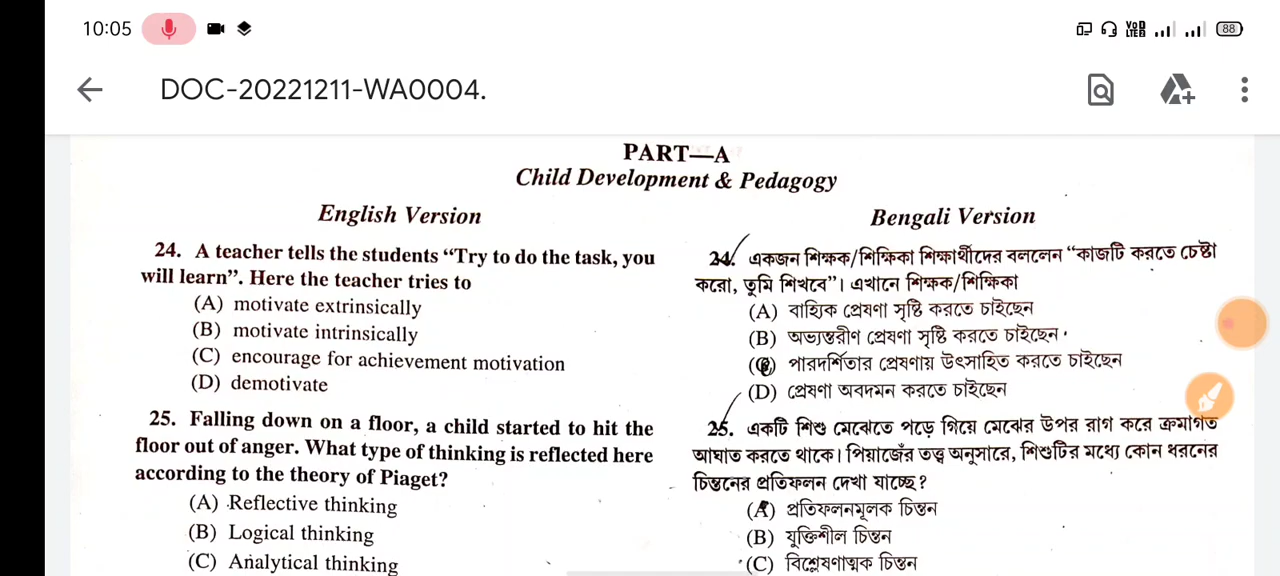 10:05
VoD LTED
88
DOC-20221211-WA0004.
PART—A
Child Development & Pedagogy
English Version
24. A teacher tells the students “Try to do the task, you
will learn”. Here the teacher tries to
(A) motivate extrinsically
(B) motivate intrinsically
(C) encourage for achievement motivation
(D) demotivate
25. Falling down on a floor, a child started to hit the
floor out of anger. What type of thinking is reflected here
according to the theory of Piaget?
(A) Reflective thinking
(B) Logical thinking
(C) Analytical thinking
Bengali Version
24. একজন শিক্ষক/শিক্ষিকা শিক্ষার্থীদের বললেন “কাজটি করতে চেষ্টা
করো, তুমি শিখবে”। এখানে শিক্ষক/শিক্ষিকা
(A) বাহ্যিক প্রেষণা সৃষ্টি করতে চাইছেন
(B) অভ্যন্তরীণ প্রেষণা সৃষ্টি করতে চাইছেন
(C) পারদর্শিতার প্রেষণায় উৎসাহিত করতে চাইছেন
(D) প্রেষণা অবদমন করতে চাইছেন
25. একটি শিশু মেঝেতে পড়ে গিয়ে মেঝের উপর রাগ করে ক্রমাগত
আঘাত করতে থাকে। পিয়াজেঁর তত্ত্ব অনুসারে, শিশুটির মধ্যে কোন ধরনের
চিন্তনের প্রতিফলন দেখা যাচ্ছে?
(A) প্রতিফলনমূলক চিন্তন
(B) যুক্তিশীল চিন্তন
(C) বিশ্লেষণাত্মক চিন্তন